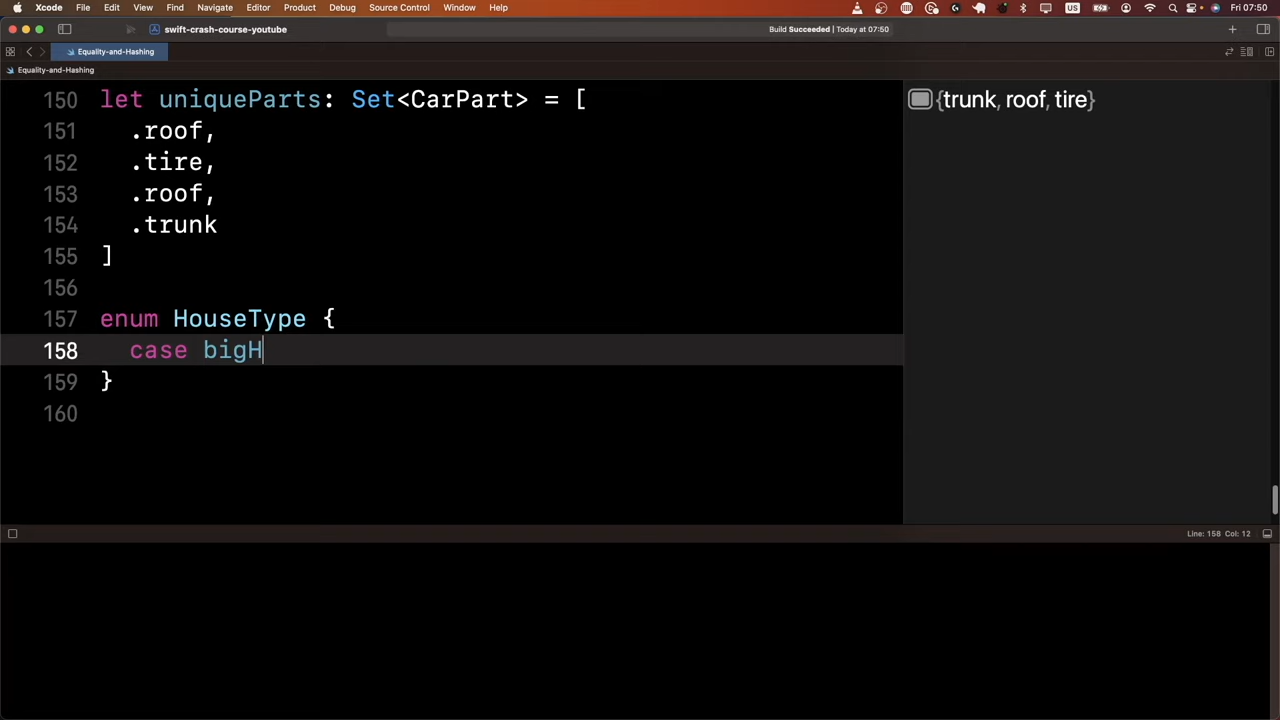 Xcode File Edit View Find Navigate Editor Product Debug Source Control Window Help US Fri 07:50
swift-crash-course-youtube Build Succeeded | Today at 07:50
Equality-and-Hashing
Equality-and-Hashing
150 let uniqueParts: Set<CarPart> = [ {trunk, roof, tire}
151 .roof,
152 .tire,
153 .roof,
154 .trunk
155 ]
156
157 enum HouseType {
158 case bigH
159 }
160
Line: 158 Col: 12